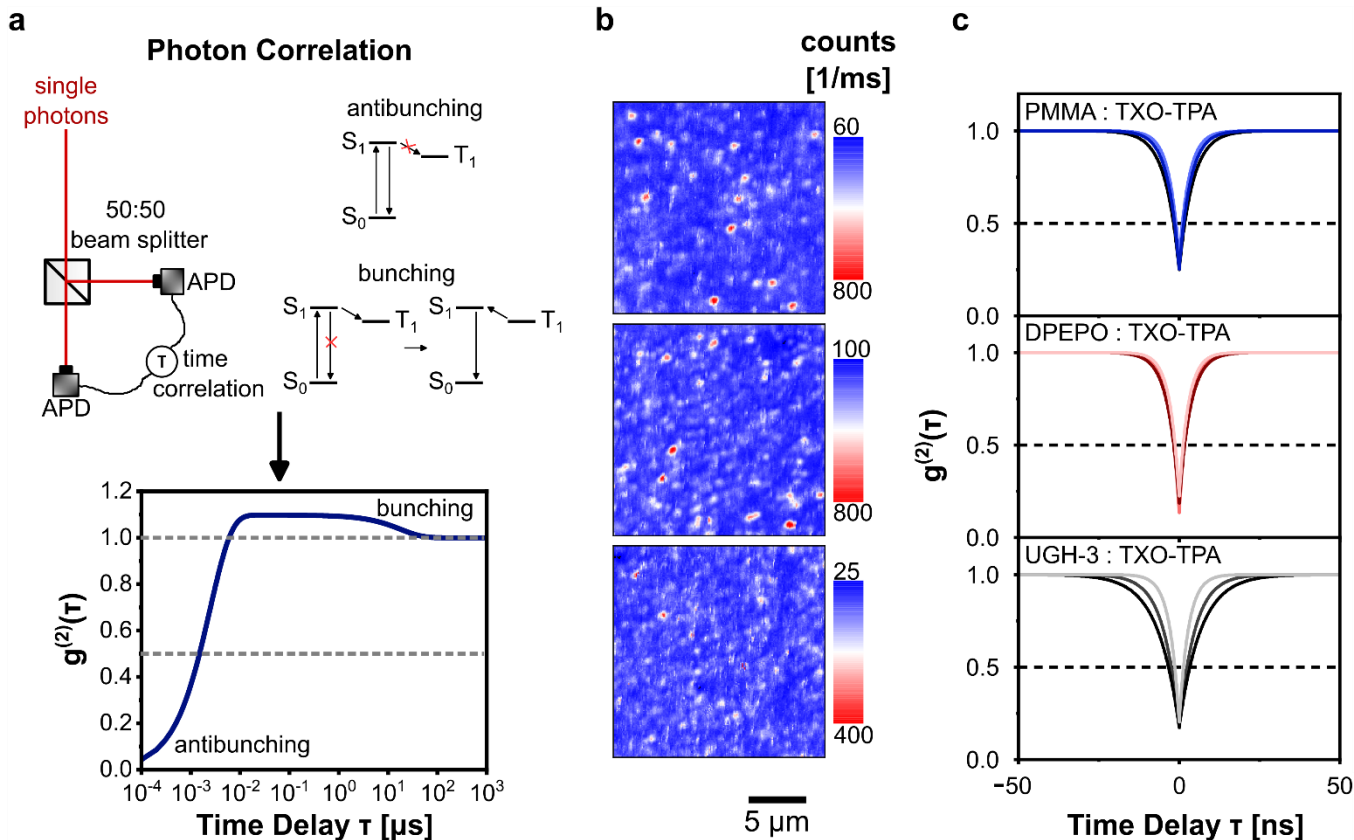 a
Photon Correlation
single
photons
50:50
beam splitter
APD
τ time
correlation
APD
antibunching
S₁
T₁
S₀
bunching
S₁
T₁
S₀
S₁
T₁
S₀
1.2
1.0
0.8
0.6
0.4
0.2
0.0
g⁽²⁾(τ)
bunching
antibunching
10⁻⁴ 10⁻³ 10⁻² 10⁻¹ 10⁰ 10¹ 10² 10³
Time Delay τ [µs]
b
counts
[1/ms]
60
800
100
800
25
400
5 µm
c
PMMA : TXO-TPA
1.0
0.5
0.0
DPEPO : TXO-TPA
1.0
0.5
0.0
UGH-3 : TXO-TPA
1.0
0.5
0.0
g⁽²⁾(τ)
−50 0 50
Time Delay τ [ns]